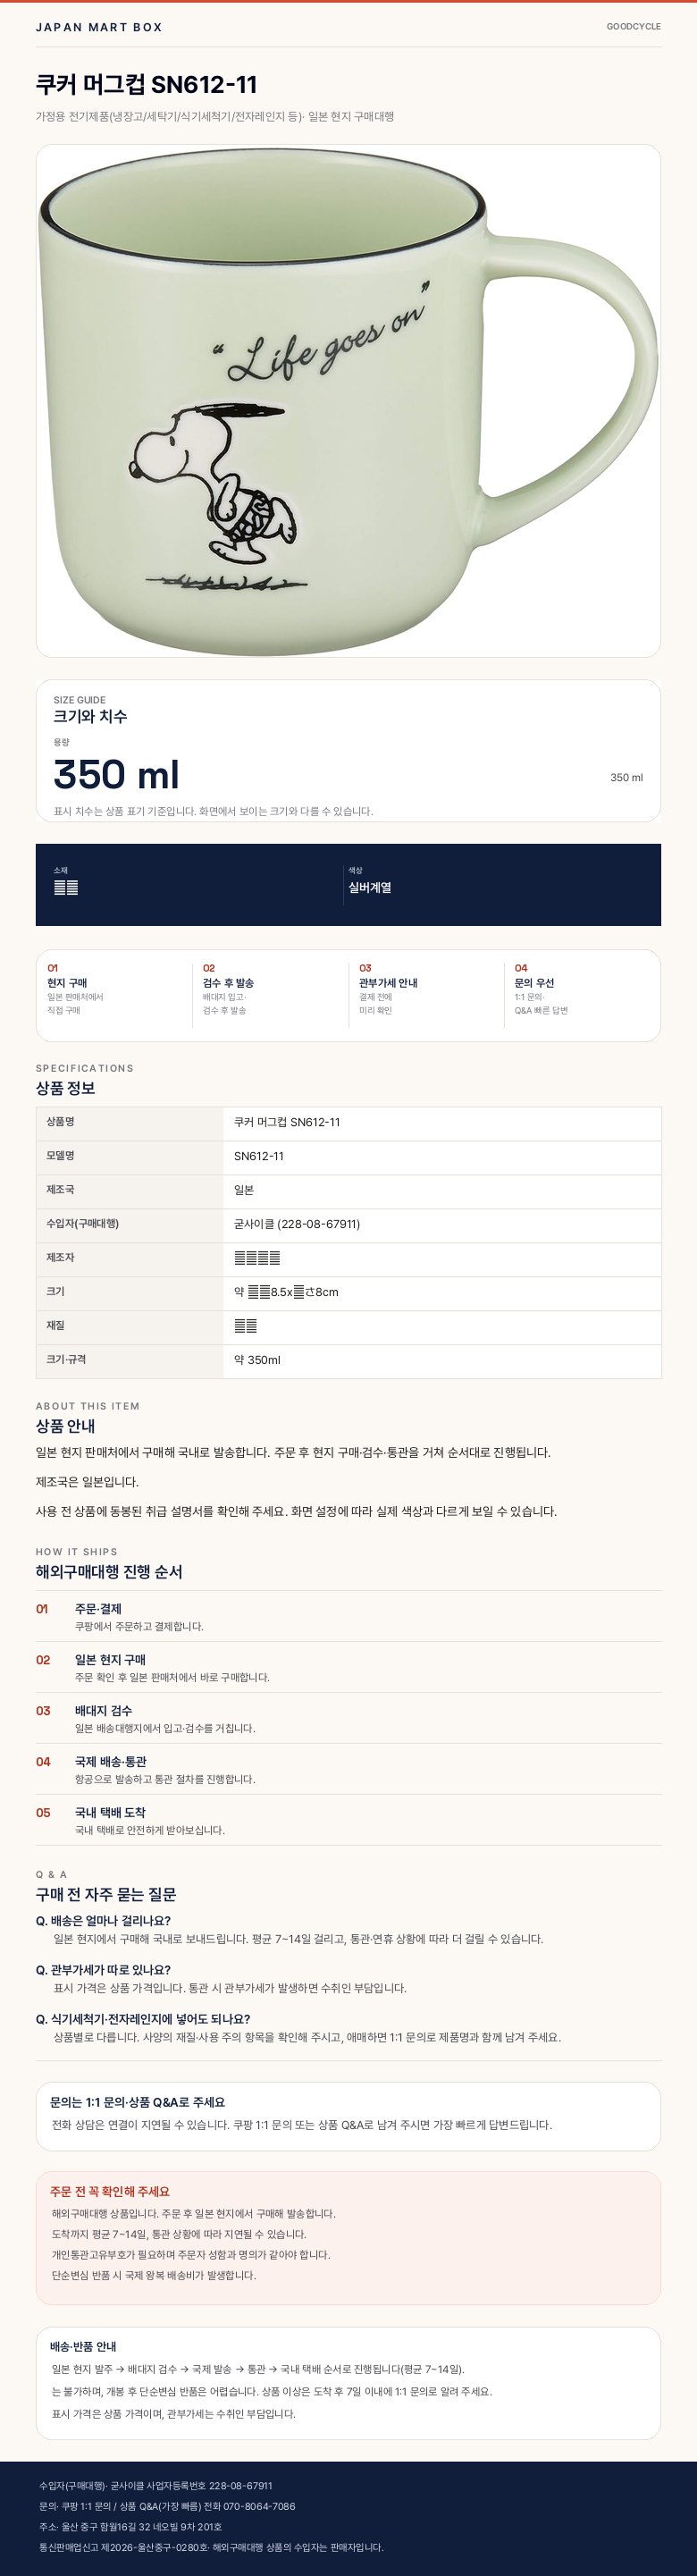 JAPAN MART BOX
GOODCYCLE
쿠커 머그컵 SN612-11
가정용 전기제품(냉장고/세탁기/식기세척기/전자레인지 등)· 일본 현지 구매대행
“Life goes on”
SIZE GUIDE
크기와 치수
용량
350 ml
350 ml
표시 치수는 상품 표기 기준입니다. 화면에서 보이는 크기와 다를 수 있습니다.
소재
색상
실버계열
01
현지 구매
일본 판매처에서
직접 구매
02
검수 후 발송
배대지 입고·
검수 후 발송
03
관부가세 안내
결제 전에
미리 확인
04
문의 우선
1:1 문의·
Q&A 빠른 답변
SPECIFICATIONS
상품 정보
상품명
쿠커 머그컵 SN612-11
모델명
SN612-11
제조국
일본
수입자(구매대행)
굳사이클 (228-08-67911)
제조자
크기
약 8.5x さ8cm
재질
크기·규격
약 350ml
ABOUT THIS ITEM
상품 안내
일본 현지 판매처에서 구매해 국내로 발송합니다. 주문 후 현지 구매·검수·통관을 거쳐 순서대로 진행됩니다.
제조국은 일본입니다.
사용 전 상품에 동봉된 취급 설명서를 확인해 주세요. 화면 설정에 따라 실제 색상과 다르게 보일 수 있습니다.
HOW IT SHIPS
해외구매대행 진행 순서
01
주문·결제
쿠팡에서 주문하고 결제합니다.
02
일본 현지 구매
주문 확인 후 일본 판매처에서 바로 구매합니다.
03
배대지 검수
일본 배송대행지에서 입고·검수를 거칩니다.
04
국제 배송·통관
항공으로 발송하고 통관 절차를 진행합니다.
05
국내 택배 도착
국내 택배로 안전하게 받아보십니다.
Q & A
구매 전 자주 묻는 질문
Q. 배송은 얼마나 걸리나요?
일본 현지에서 구매해 국내로 보내드립니다. 평균 7~14일 걸리고, 통관·연휴 상황에 따라 더 걸릴 수 있습니다.
Q. 관부가세가 따로 있나요?
표시 가격은 상품 가격입니다. 통관 시 관부가세가 발생하면 수취인 부담입니다.
Q. 식기세척기·전자레인지에 넣어도 되나요?
상품별로 다릅니다. 사양의 재질·사용 주의 항목을 확인해 주시고, 애매하면 1:1 문의로 제품명과 함께 남겨 주세요.
문의는 1:1 문의·상품 Q&A로 주세요
전화 상담은 연결이 지연될 수 있습니다. 쿠팡 1:1 문의 또는 상품 Q&A로 남겨 주시면 가장 빠르게 답변드립니다.
주문 전 꼭 확인해 주세요
해외구매대행 상품입니다. 주문 후 일본 현지에서 구매해 발송합니다.
도착까지 평균 7~14일, 통관 상황에 따라 지연될 수 있습니다.
개인통관고유부호가 필요하며 주문자 성함과 명의가 같아야 합니다.
단순변심 반품 시 국제 왕복 배송비가 발생합니다.
배송·반품 안내
일본 현지 발주 → 배대지 검수 → 국제 발송 → 통관 → 국내 택배 순서로 진행됩니다(평균 7~14일).
는 불가하며, 개봉 후 단순변심 반품은 어렵습니다. 상품 이상은 도착 후 7일 이내에 1:1 문의로 알려 주세요.
표시 가격은 상품 가격이며, 관부가세는 수취인 부담입니다.
수입자(구매대행)· 굳사이클 사업자등록번호 228-08-67911
문의· 쿠팡 1:1 문의 / 상품 Q&A(가장 빠름) 전화 070-8064-7086
주소· 울산 중구 함월16길 32 네오빌 9차 201호
통신판매업신고 제2026-울산중구-0280호· 해외구매대행 상품의 수입자는 판매자입니다.